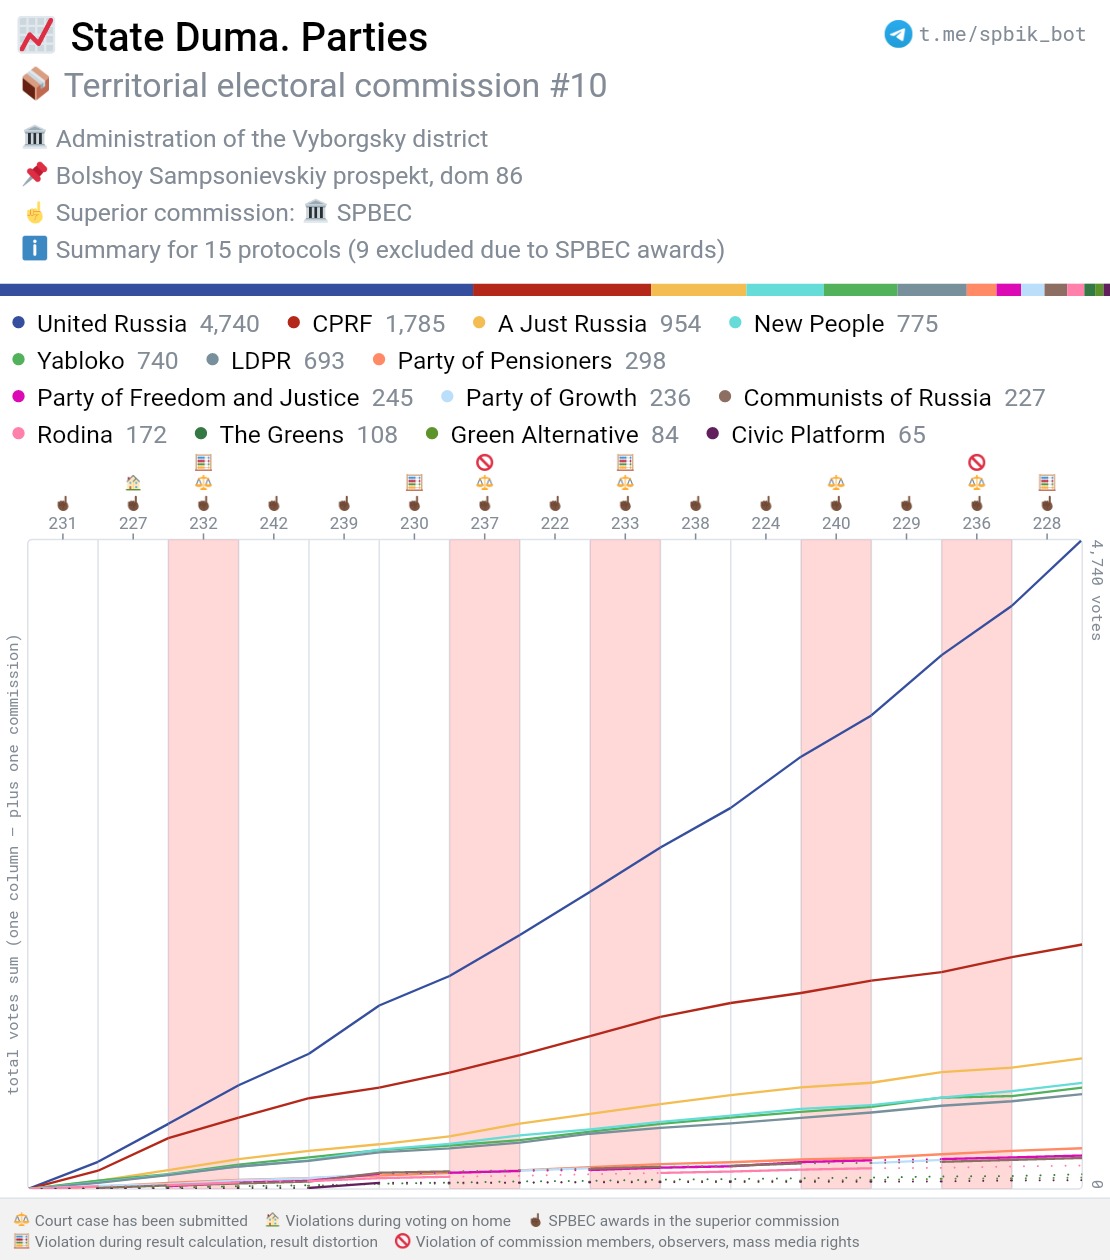 State Duma. Parties
t.me/spbik_bot
Territorial electoral commission #10
Administration of the Vyborgsky district
Bolshoy Sampsonievskiy prospekt, dom 86
Superior commission: SPBEC
Summary for 15 protocols (9 excluded due to SPBEC awards)
United Russia 4,740 CPRF 1,785 A Just Russia 954 New People 775
Yabloko 740 LDPR 693 Party of Pensioners 298
Party of Freedom and Justice 245 Party of Growth 236 Communists of Russia 227
Rodina 172 The Greens 108 Green Alternative 84 Civic Platform 65
231 227 232 242 239 230 237 222 233 238 224 240 229 236 228
4,740 votes
total votes sum (one column – plus one commission)
0
Court case has been submitted Violations during voting on home SPBEC awards in the superior commission
Violation during result calculation, result distortion Violation of commission members, observers, mass media rights